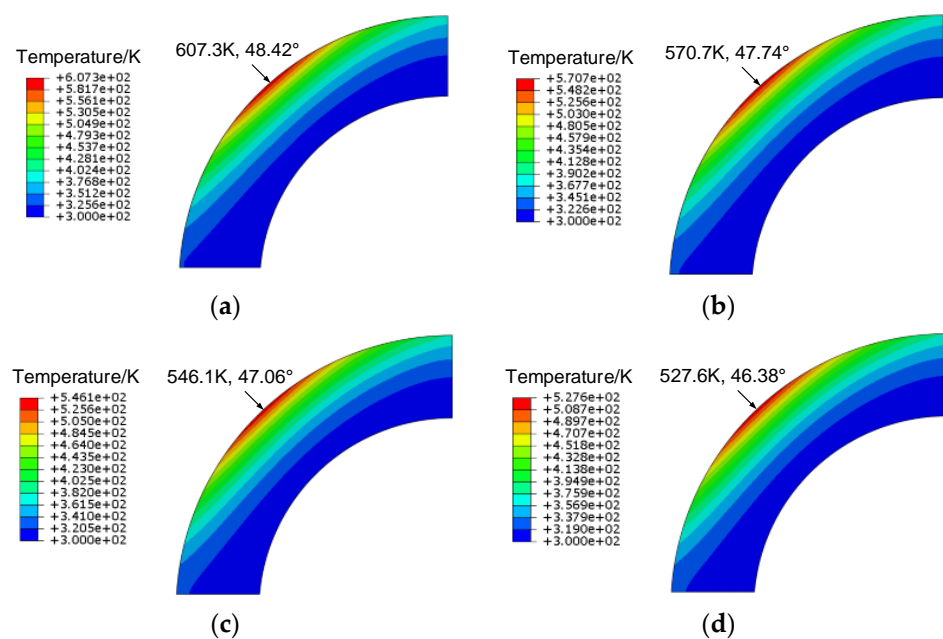 Temperature/K
+6.073e+02
+5.817e+02
+5.561e+02
+5.305e+02
+5.049e+02
+4.793e+02
+4.537e+02
+4.281e+02
+4.024e+02
+3.768e+02
+3.512e+02
+3.256e+02
+3.000e+02
607.3K, 48.42°
(a)
Temperature/K
+5.707e+02
+5.482e+02
+5.256e+02
+5.030e+02
+4.805e+02
+4.579e+02
+4.354e+02
+4.128e+02
+3.902e+02
+3.677e+02
+3.451e+02
+3.226e+02
+3.000e+02
570.7K, 47.74°
(b)
Temperature/K
+5.461e+02
+5.256e+02
+5.050e+02
+4.845e+02
+4.640e+02
+4.435e+02
+4.230e+02
+4.025e+02
+3.820e+02
+3.615e+02
+3.410e+02
+3.205e+02
+3.000e+02
546.1K, 47.06°
(c)
Temperature/K
+5.276e+02
+5.087e+02
+4.897e+02
+4.707e+02
+4.518e+02
+4.328e+02
+4.138e+02
+3.949e+02
+3.759e+02
+3.569e+02
+3.379e+02
+3.190e+02
+3.000e+02
527.6K, 46.38°
(d)